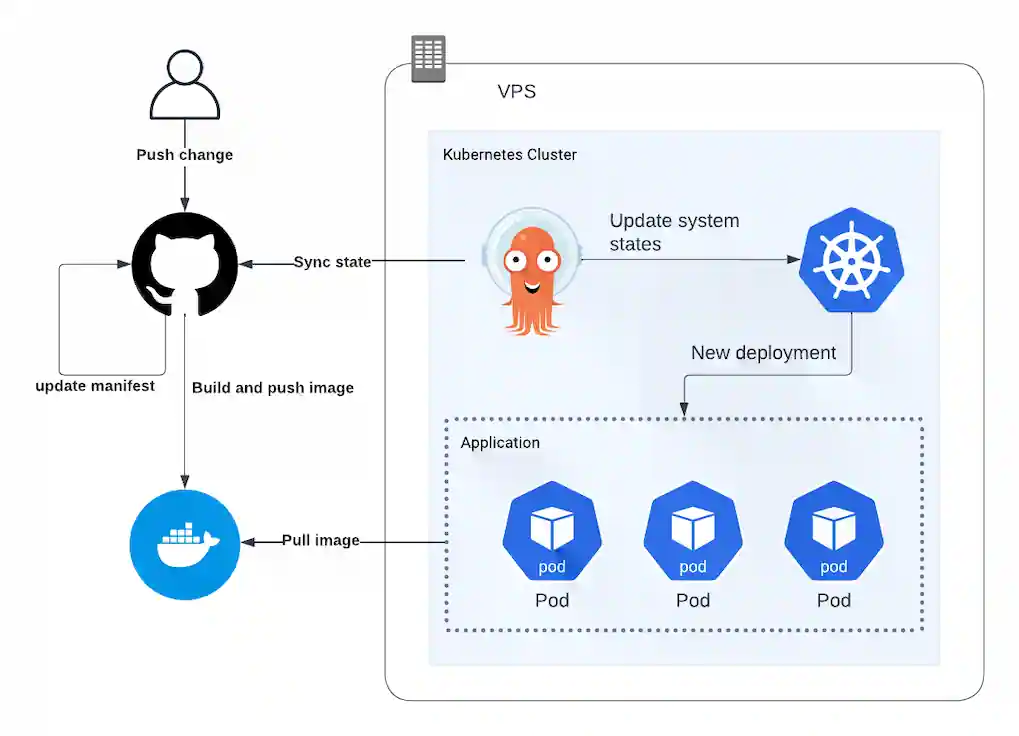 VPS
Push change
Kubernetes Cluster
Update system
states
Sync state
New deployment
update manifest
Build and push image
Application
Pull image
pod
pod
pod
Pod
Pod
Pod